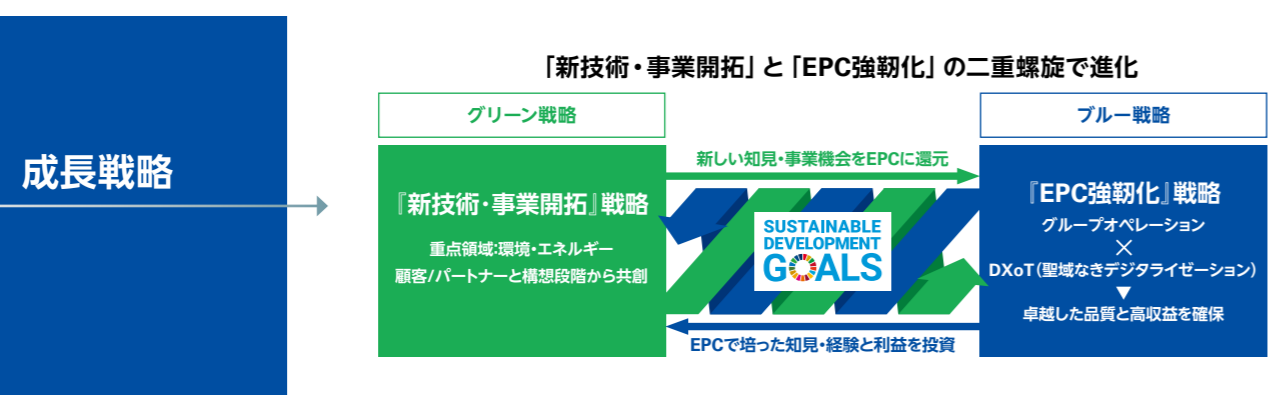 成長戦略
「新技術・事業開拓」と「EPC強靭化」の二重螺旋で進化
グリーン戦略
『新技術・事業開拓』戦略
重点領域:環境・エネルギー
顧客/パートナーと構想段階から共創
新しい知見・事業機会をEPCに還元
SUSTAINABLE
DEVELOPMENT
GOALS
EPCで培った知見・経験と利益を投資
ブルー戦略
『EPC強靭化』戦略
グループオペレーション
×
DXoT(聖域なきデジタライゼーション)
▼
卓越した品質と高収益を確保